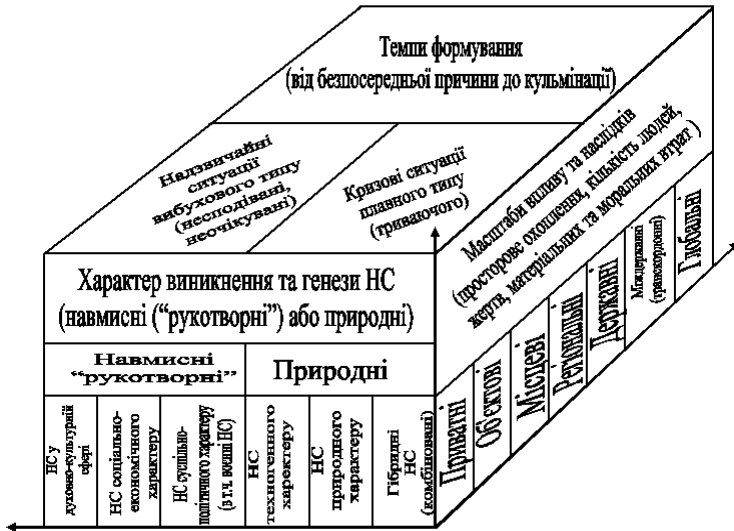 Темпи формування
(від безпосередньої причини до кульмінації)
Надзвичайні
ситуації
вибухового типу
(несподівані,
неочікувані)
Кризові ситуації
плавного типу
(триваючого)
Масштаби впливу та наслідків
(просторове охоплення, кількість людей,
жертв, матеріальних та моральних втрат )
Характер виникнення та генези НС
(навмисні (“рукотворні”) або природні)
Навмисні
“рукотворні”
Природні
НС у
духовно-культурній
сфері
НС соціально-
економічного
характеру
НС суспільно-
політичного характеру
(в т.ч. воєнні НС)
НС
техногенного
характеру
НС
природного
характеру
Гібридні
НС
(комбіновані)
Приватні
Об'єктові
Місцеві
Регіональні
Державні
Міждержавні
(транскордонні)
Глобальні